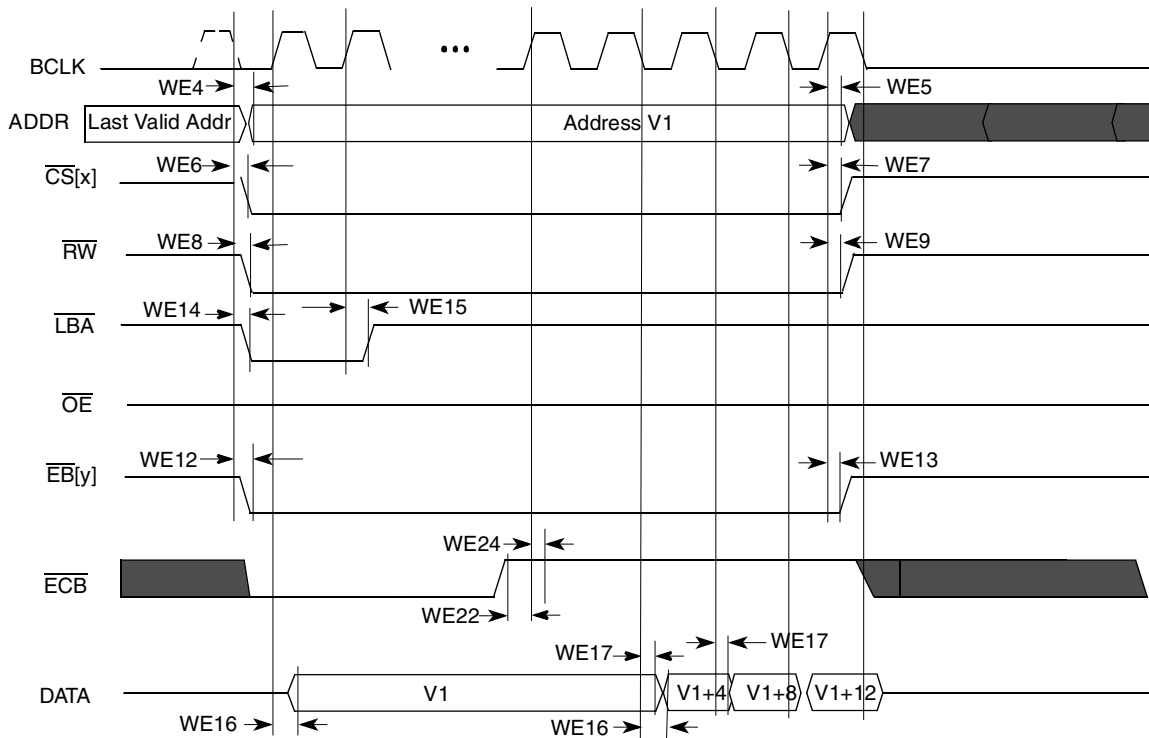 BCLK
...
WE4
WE5
ADDR Last Valid Addr Address V1
WE6
WE7
CS[x]
WE8
WE9
RW
WE14
WE15
LBA
OE
WE12
WE13
EB[y]
WE24
ECB
WE22
WE17
WE17
DATA V1 V1+4 V1+8 V1+12
WE16
WE16